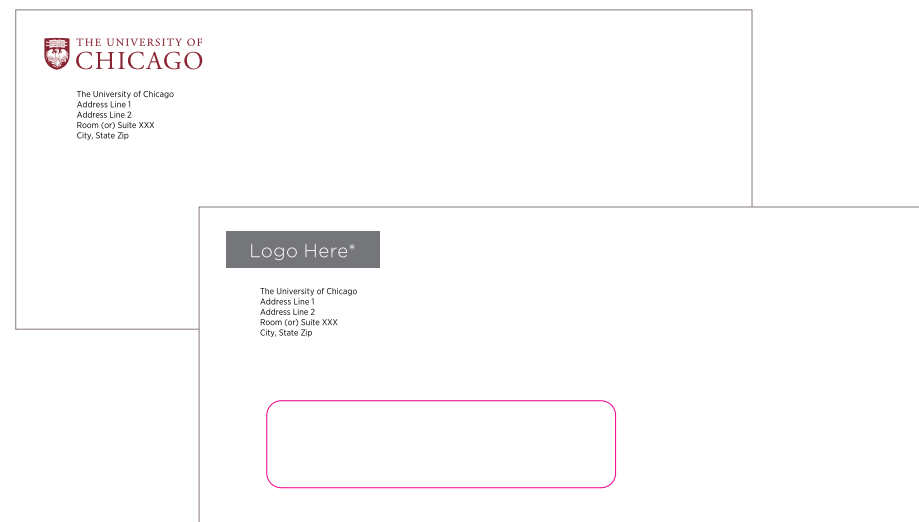 THE UNIVERSITY OF
CHICAGO
The University of Chicago
Address Line 1
Address Line 2
Room (or) Suite XXX
City, State Zip
Logo Here*
The University of Chicago
Address Line 1
Address Line 2
Room (or) Suite XXX
City, State Zip